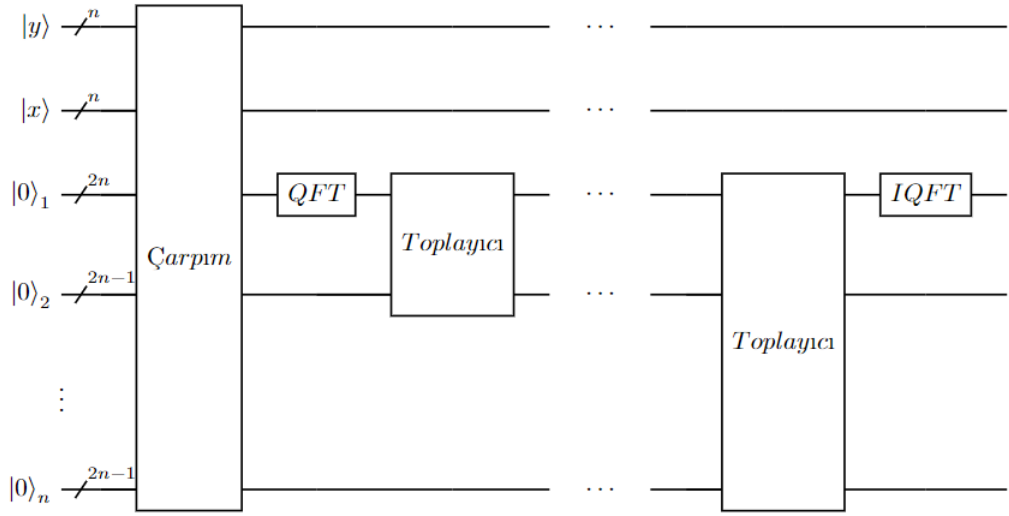 |y⟩ n ...
|x⟩ n ...
|0⟩₁ 2n QFT ... IQFT
Toplayıcı
Çarpım
|0⟩₂ 2n−1 ...
Toplayıcı
⋮
|0⟩ₙ 2n−1 ...